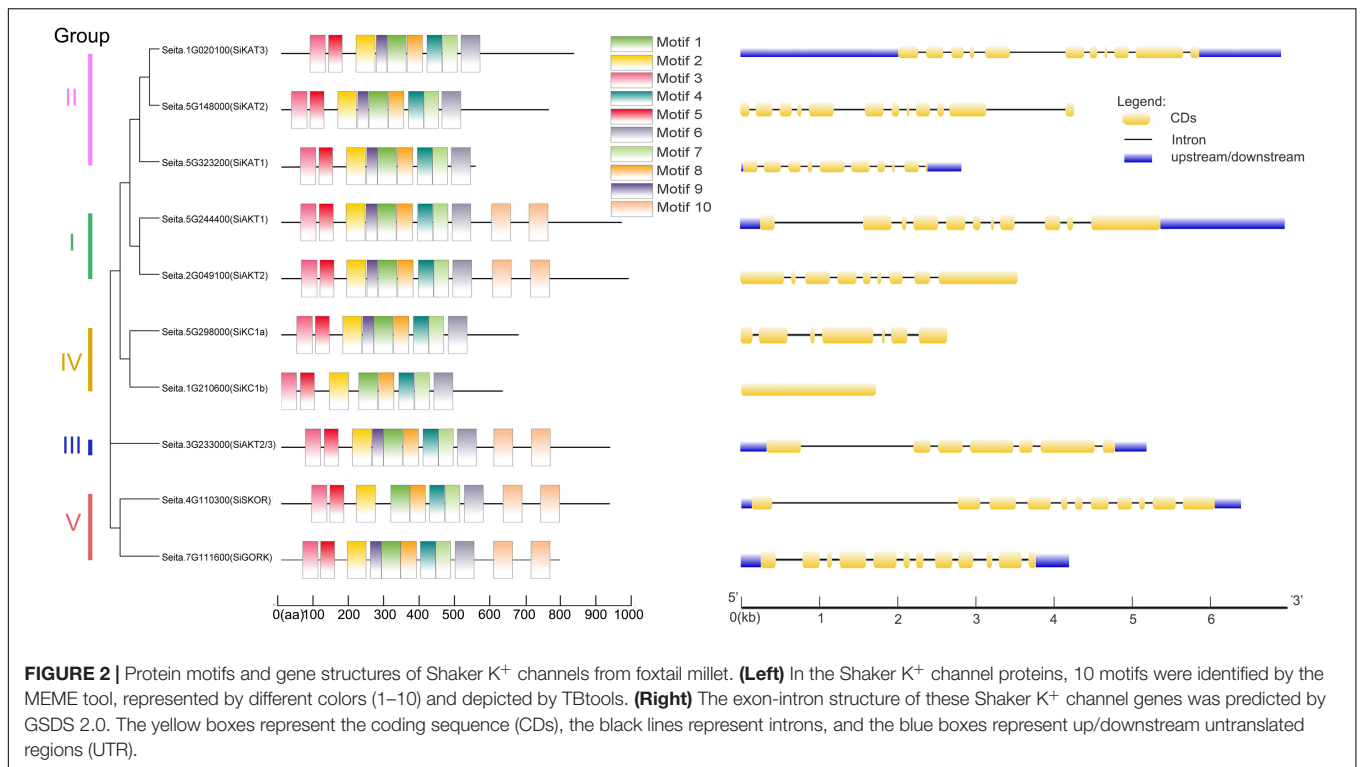 Group
II
I
IV
III
V
Seita.1G020100(SiKAT3)
Seita.5G148000(SiKAT2)
Seita.5G323200(SiKAT1)
Seita.5G244400(SiAKT1)
Seita.2G049100(SiAKT2)
Seita.5G298000(SiKC1a)
Seita.1G210600(SiKC1b)
Seita.3G233000(SiAKT2/3)
Seita.4G110300(SiSKOR)
Seita.7G111600(SiGORK)
Motif 1
Motif 2
Motif 3
Motif 4
Motif 5
Motif 6
Motif 7
Motif 8
Motif 9
Motif 10
0(aa)100 200 300 400 500 600 700 800 900 1000
Legend:
CDs
Intron
upstream/downstream
5' 3'
0(kb) 1 2 3 4 5 6
FIGURE 2 | Protein motifs and gene structures of Shaker K+ channels from foxtail millet. (Left) In the Shaker K+ channel proteins, 10 motifs were identified by the
MEME tool, represented by different colors (1–10) and depicted by TBtools. (Right) The exon-intron structure of these Shaker K+ channel genes was predicted by
GSDS 2.0. The yellow boxes represent the coding sequence (CDs), the black lines represent introns, and the blue boxes represent up/downstream untranslated
regions (UTR).